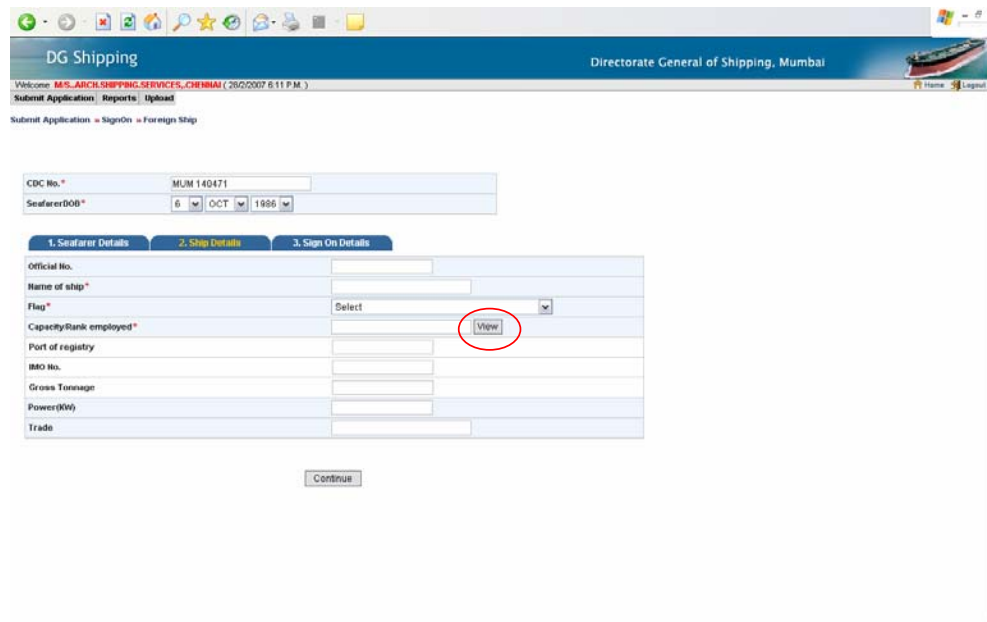 DG Shipping
Directorate General of Shipping, Mumbai
Welcome M/S.,ARCH.SHIPPING.SERVICES,.CHENNAI ( 26/2/2007 6:11 P.M. )
Home Logout
Submit Application Reports Upload
Submit Application » SignOn » Foreign Ship
CDC No.* MUM 140471
SeafarerDOB* 6 OCT 1986
1. Seafarer Details 2. Ship Details 3. Sign On Details
Official No.
Name of ship*
Flag* Select
Capacity/Rank employed* View
Port of registry
IMO No.
Gross Tonnage
Power(KW)
Trade
Continue